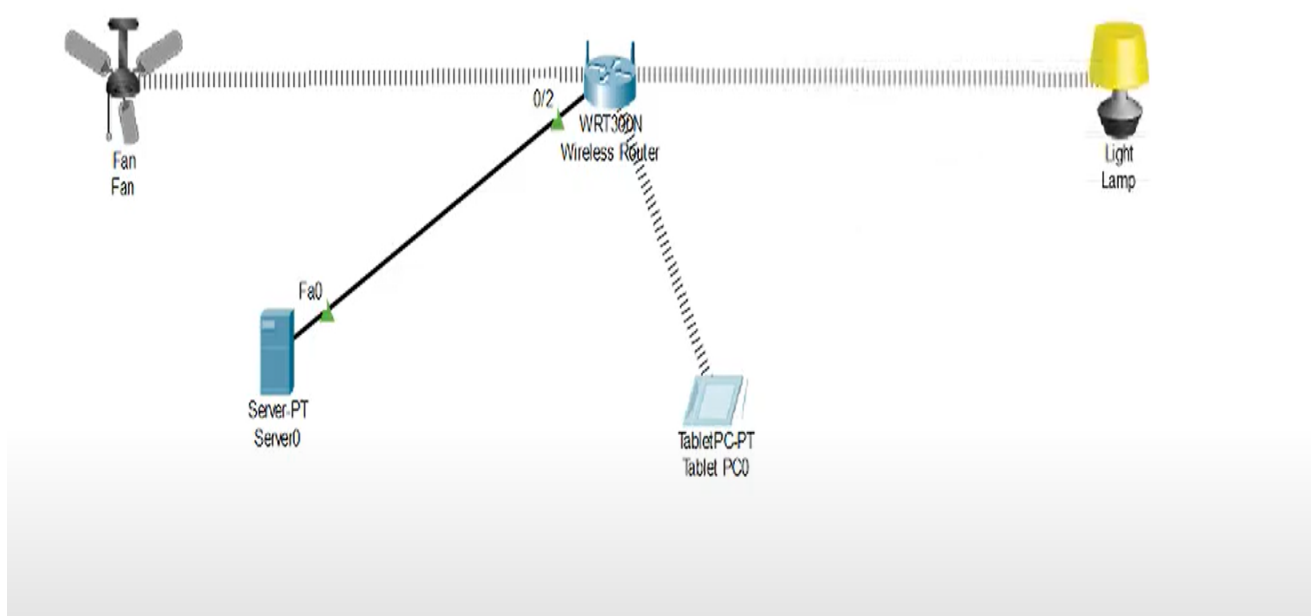 0/2
WRT300N
Wireless Router
Fan
Fan
Light
Lamp
Fa0
Server-PT
Server0
TabletPC-PT
Tablet PC0